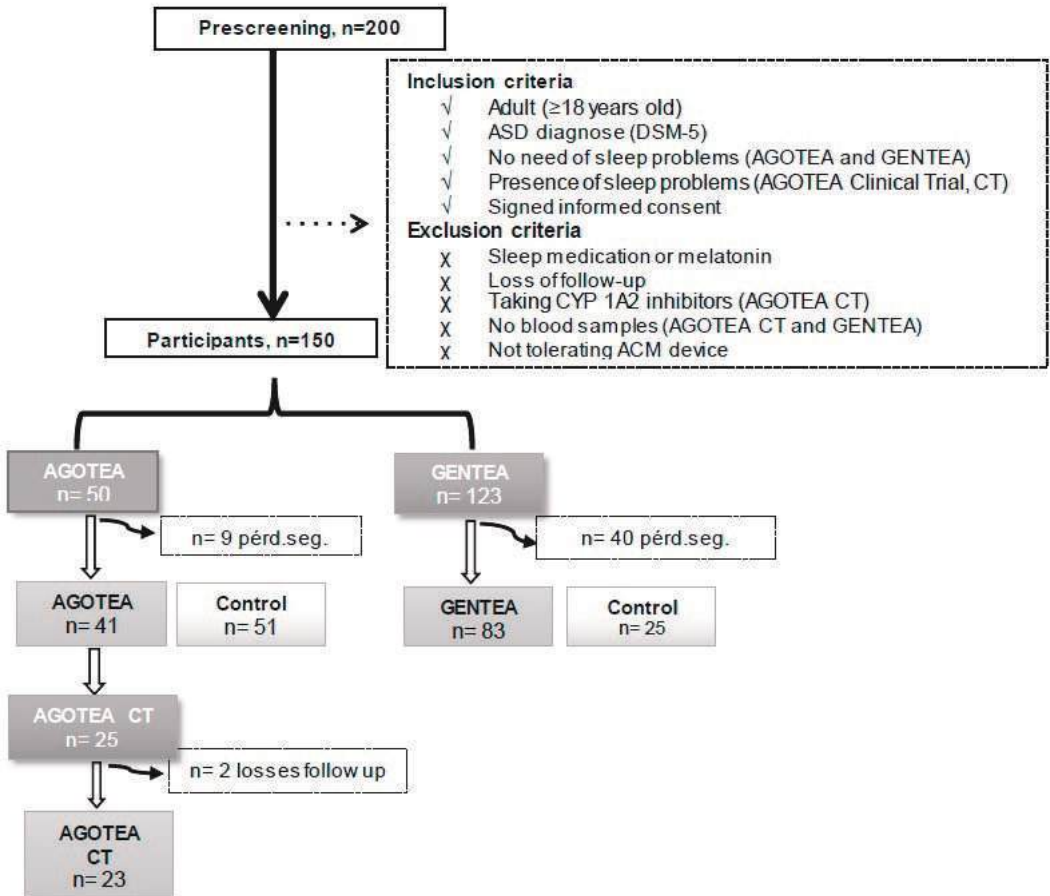 Prescreening, n=200
Inclusion criteria
√ Adult (≥18 years old)
√ ASD diagnose (DSM-5)
√ No need of sleep problems (AGOTEA and GENTEA)
√ Presence of sleep problems (AGOTEA Clinical Trial, CT)
√ Signed informed consent
Exclusion criteria
χ Sleep medication or melatonin
χ Loss of follow-up
χ Taking CYP 1A2 inhibitors (AGOTEA CT)
χ No blood samples (AGOTEA CT and GENTEA)
χ Not tolerating ACM device
Participants, n=150
AGOTEA
n= 50
GENTEA
n= 123
n= 9 pérd.seg.
n= 40 pérd.seg.
AGOTEA
n= 41
Control
n= 51
GENTEA
n= 83
Control
n= 25
AGOTEA CT
n= 25
n= 2 losses follow up
AGOTEA
CT
n= 23